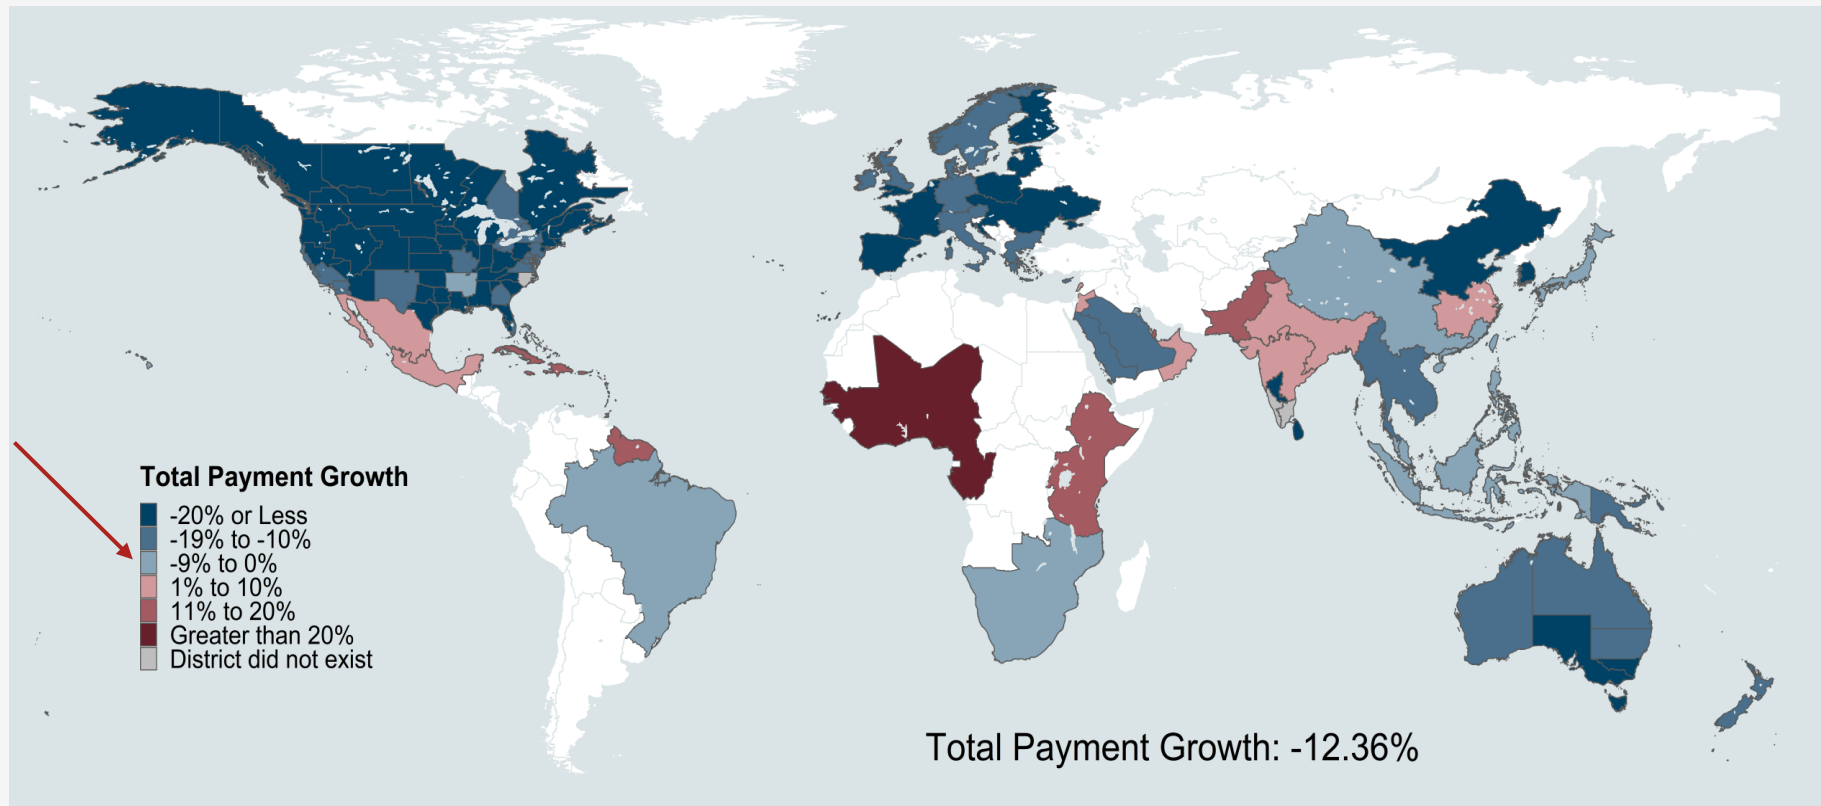 Total Payment Growth
-20% or Less
-19% to -10%
-9% to 0%
1% to 10%
11% to 20%
Greater than 20%
District did not exist
Total Payment Growth: -12.36%